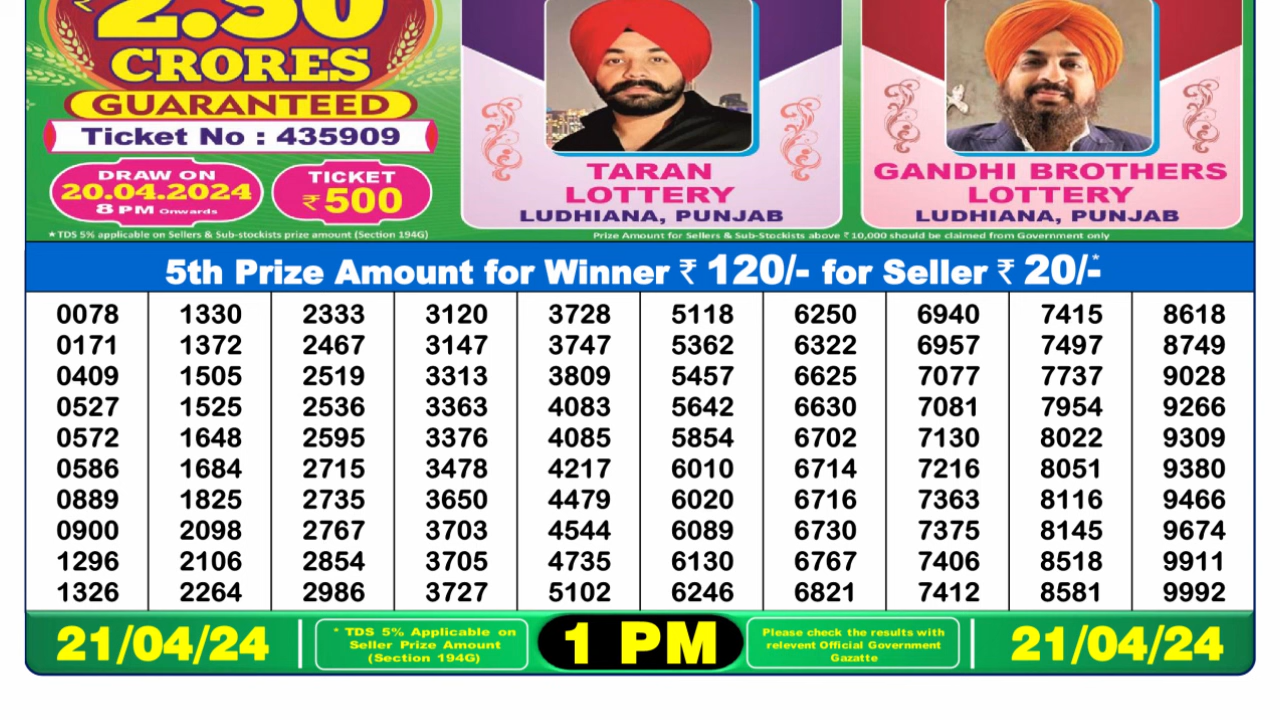 2.50
CRORES
GUARANTEED
Ticket No : 435909
DRAW ON
20.04.2024
8 PM Onwards
TICKET
₹ 500
★ TDS 5% applicable on Sellers & Sub-stockists prize amount (Section 194G)
TARAN
LOTTERY
LUDHIANA, PUNJAB
GANDHI BROTHERS
LOTTERY
LUDHIANA, PUNJAB
Prize Amount for Sellers & Sub-Stockists above ₹ 10,000 should be claimed from Government only
5th Prize Amount for Winner ₹ 120/- for Seller ₹ 20/-*
0078 1330 2333 3120 3728 5118 6250 6940 7415 8618
0171 1372 2467 3147 3747 5362 6322 6957 7497 8749
0409 1505 2519 3313 3809 5457 6625 7077 7737 9028
0527 1525 2536 3363 4083 5642 6630 7081 7954 9266
0572 1648 2595 3376 4085 5854 6702 7130 8022 9309
0586 1684 2715 3478 4217 6010 6714 7216 8051 9380
0889 1825 2735 3650 4479 6020 6716 7363 8116 9466
0900 2098 2767 3703 4544 6089 6730 7375 8145 9674
1296 2106 2854 3705 4735 6130 6767 7406 8518 9911
1326 2264 2986 3727 5102 6246 6821 7412 8581 9992
21/04/24
* TDS 5% Applicable on
Seller Prize Amount
(Section 194G)
1 PM
Please check the results with
relevent Official Government
Gazatte
21/04/24